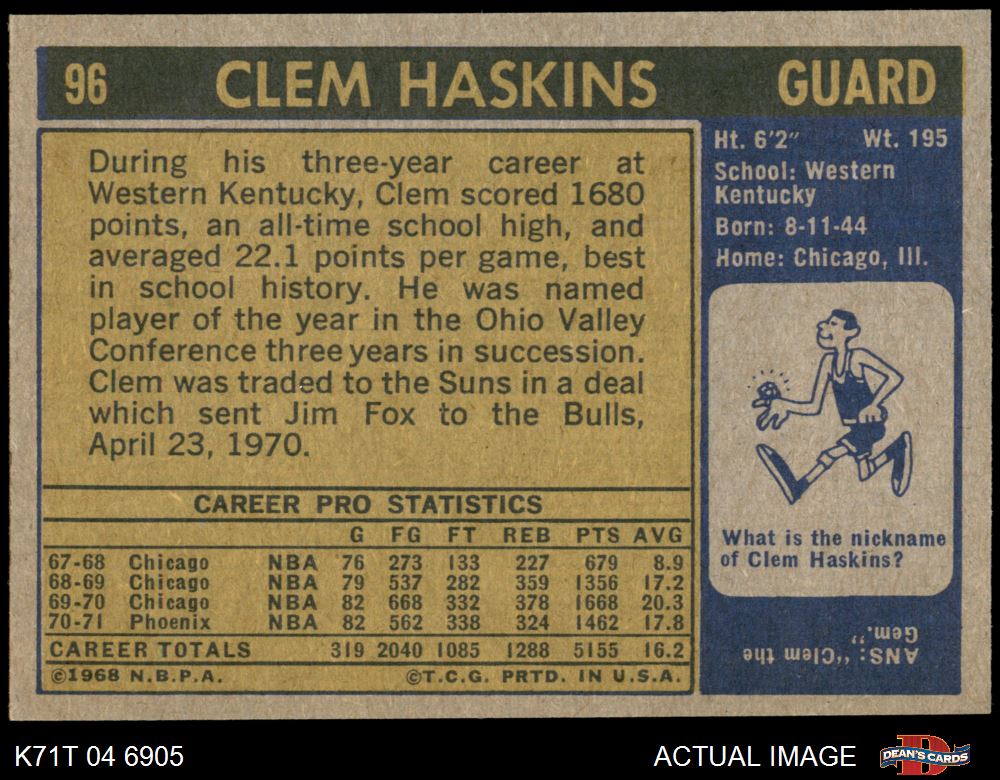 96 CLEM HASKINS GUARD
During his three-year career at
Western Kentucky, Clem scored 1680
points, an all-time school high, and
averaged 22.1 points per game, best
in school history. He was named
player of the year in the Ohio Valley
Conference three years in succession.
Clem was traded to the Suns in a deal
which sent Jim Fox to the Bulls,
April 23, 1970.
CAREER PRO STATISTICS
G FG FT REB PTS AVG
67-68 Chicago NBA 76 273 133 227 679 8.9
68-69 Chicago NBA 79 537 282 359 1356 17.2
69-70 Chicago NBA 82 668 332 378 1668 20.3
70-71 Phoenix NBA 82 562 338 324 1462 17.8
CAREER TOTALS 319 2040 1085 1288 5155 16.2
©1968 N.B.P.A. ©T.C.G. PRTD. IN U.S.A.
Ht. 6'2" Wt. 195
School: Western
Kentucky
Born: 8-11-44
Home: Chicago, Ill.
What is the nickname
of Clem Haskins?
ANS: "Clem the
Gem."
K71T 04 6905 ACTUAL IMAGE DEAN'S CARDS